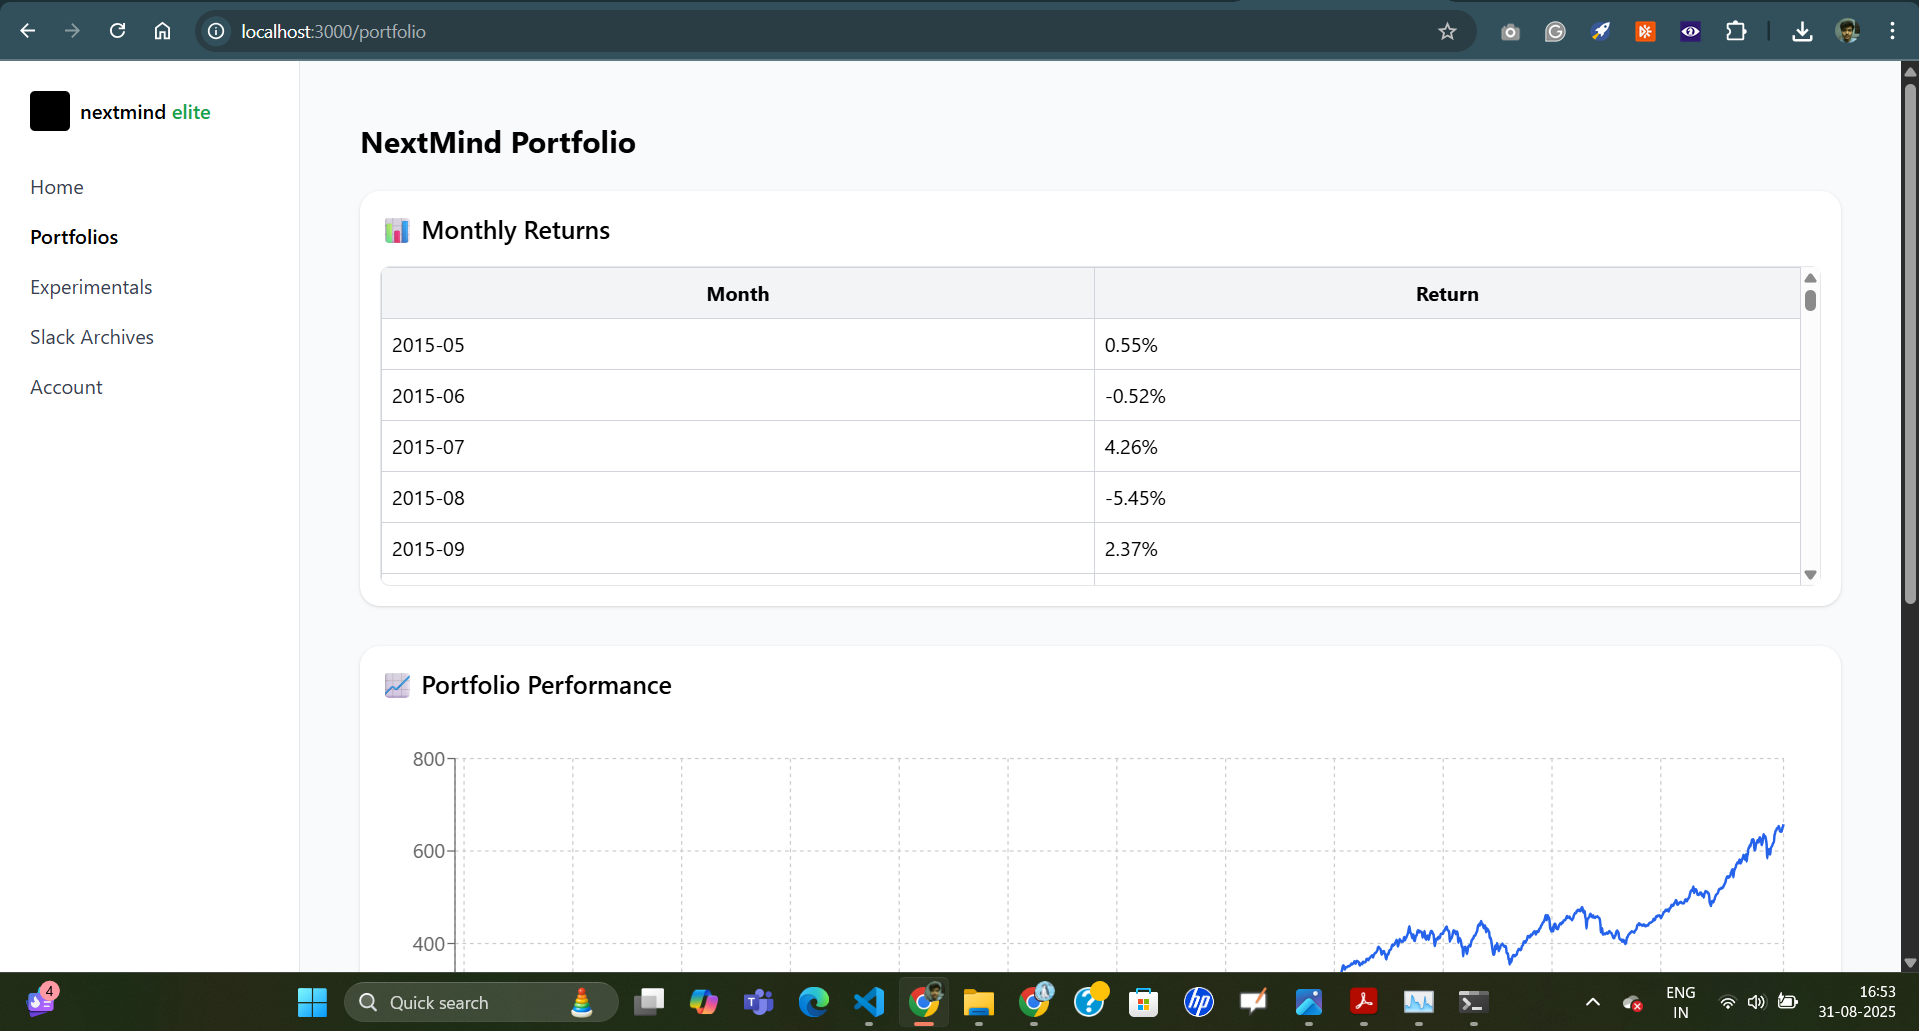 localhost:3000/portfolio
nextmind elite
Home
Portfolios
Experimentals
Slack Archives
Account
NextMind Portfolio
Monthly Returns
Month Return
2015-05 0.55%
2015-06 -0.52%
2015-07 4.26%
2015-08 -5.45%
2015-09 2.37%
Portfolio Performance
800
600
400
4
Quick search
ENG
IN
16:53
31-08-2025